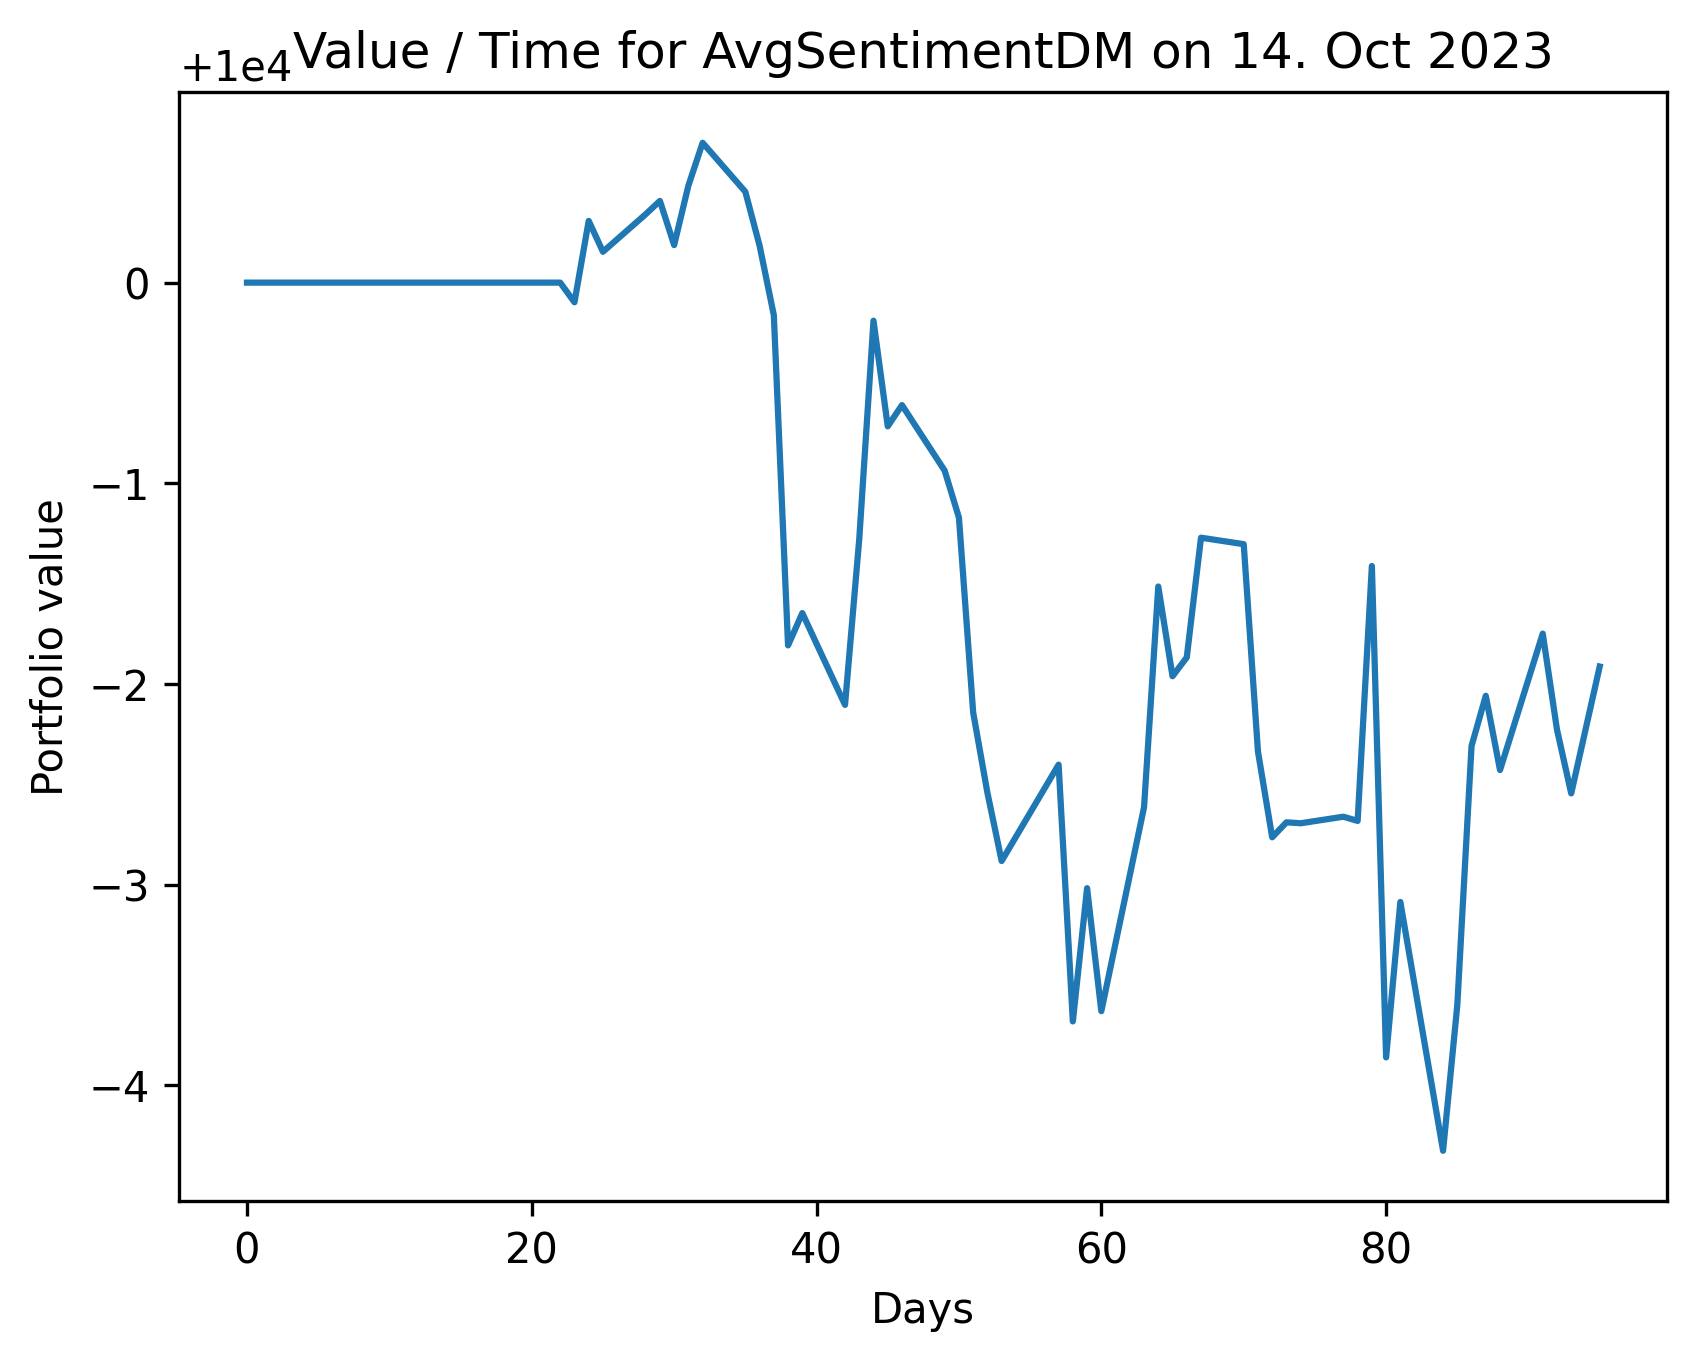 Value / Time for AvgSentimentDM on 14. Oct 2023
+1e4
0
−1
−2
−3
−4
Portfolio value
0 20 40 60 80
Days